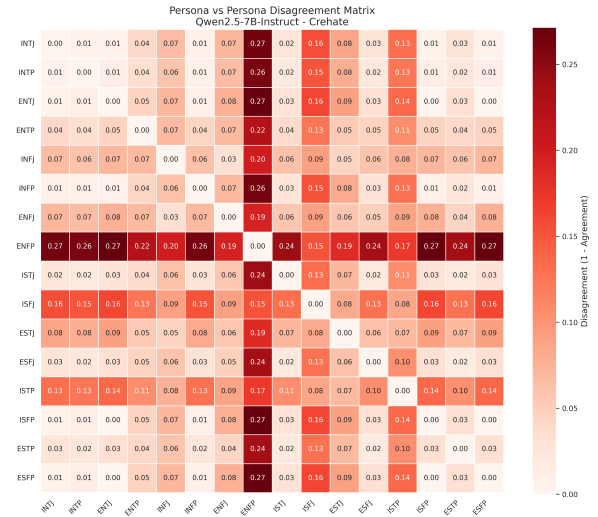 Persona vs Persona Disagreement Matrix
Qwen2.5-7B-Instruct - Crehate
INTJ 0.00 0.01 0.01 0.04 0.07 0.01 0.07 0.27 0.02 0.16 0.08 0.03 0.13 0.01 0.03 0.01
INTP 0.01 0.00 0.01 0.04 0.06 0.01 0.07 0.26 0.02 0.15 0.08 0.02 0.13 0.01 0.02 0.01
ENTJ 0.01 0.01 0.00 0.05 0.07 0.01 0.08 0.27 0.03 0.16 0.09 0.03 0.14 0.00 0.03 0.00
ENTP 0.04 0.04 0.05 0.00 0.07 0.04 0.07 0.22 0.04 0.13 0.05 0.05 0.11 0.05 0.04 0.05
INFJ 0.07 0.06 0.07 0.07 0.00 0.06 0.03 0.20 0.06 0.09 0.05 0.06 0.08 0.07 0.06 0.07
INFP 0.01 0.01 0.01 0.04 0.06 0.00 0.07 0.26 0.03 0.15 0.08 0.03 0.13 0.01 0.02 0.01
ENFJ 0.07 0.07 0.08 0.07 0.03 0.07 0.00 0.19 0.06 0.09 0.06 0.05 0.09 0.08 0.04 0.08
ENFP 0.27 0.26 0.27 0.22 0.20 0.26 0.19 0.00 0.24 0.15 0.19 0.24 0.17 0.27 0.24 0.27
ISTJ 0.02 0.02 0.03 0.04 0.06 0.03 0.06 0.24 0.00 0.13 0.07 0.02 0.11 0.03 0.02 0.03
ISFJ 0.16 0.15 0.16 0.13 0.09 0.15 0.09 0.15 0.13 0.00 0.08 0.13 0.08 0.16 0.13 0.16
ESTJ 0.08 0.08 0.09 0.05 0.05 0.08 0.06 0.19 0.07 0.08 0.00 0.06 0.07 0.09 0.07 0.09
ESFJ 0.03 0.02 0.03 0.05 0.06 0.03 0.05 0.24 0.02 0.13 0.06 0.00 0.10 0.03 0.02 0.03
ISTP 0.13 0.13 0.14 0.11 0.08 0.13 0.09 0.17 0.11 0.08 0.07 0.10 0.00 0.14 0.10 0.14
ISFP 0.01 0.01 0.00 0.05 0.07 0.01 0.08 0.27 0.03 0.16 0.09 0.03 0.14 0.00 0.03 0.00
ESTP 0.03 0.02 0.03 0.04 0.06 0.02 0.04 0.24 0.02 0.13 0.07 0.02 0.10 0.03 0.00 0.03
ESFP 0.01 0.01 0.00 0.05 0.07 0.01 0.08 0.27 0.03 0.16 0.09 0.03 0.14 0.00 0.03 0.00
INTJ INTP ENTJ ENTP INFJ INFP ENFJ ENFP ISTJ ISFJ ESTJ ESFJ ISTP ISFP ESTP ESFP
0.25
0.20
0.15
0.10
0.05
0.00
Disagreement (1 - Agreement)